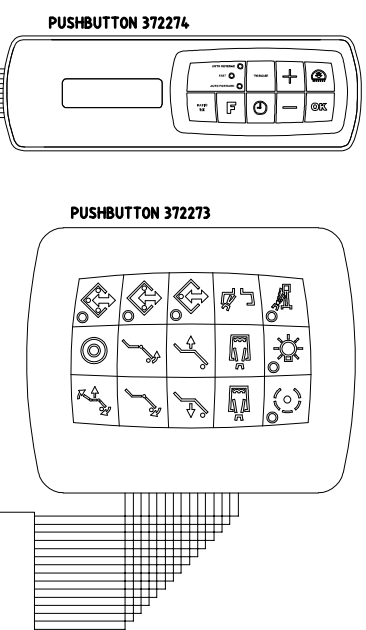 PUSHBUTTON 372274
AUTO REVERSE
FAST
TORQUE
AUTO FORWARD
F
OK
PUSHBUTTON 372273